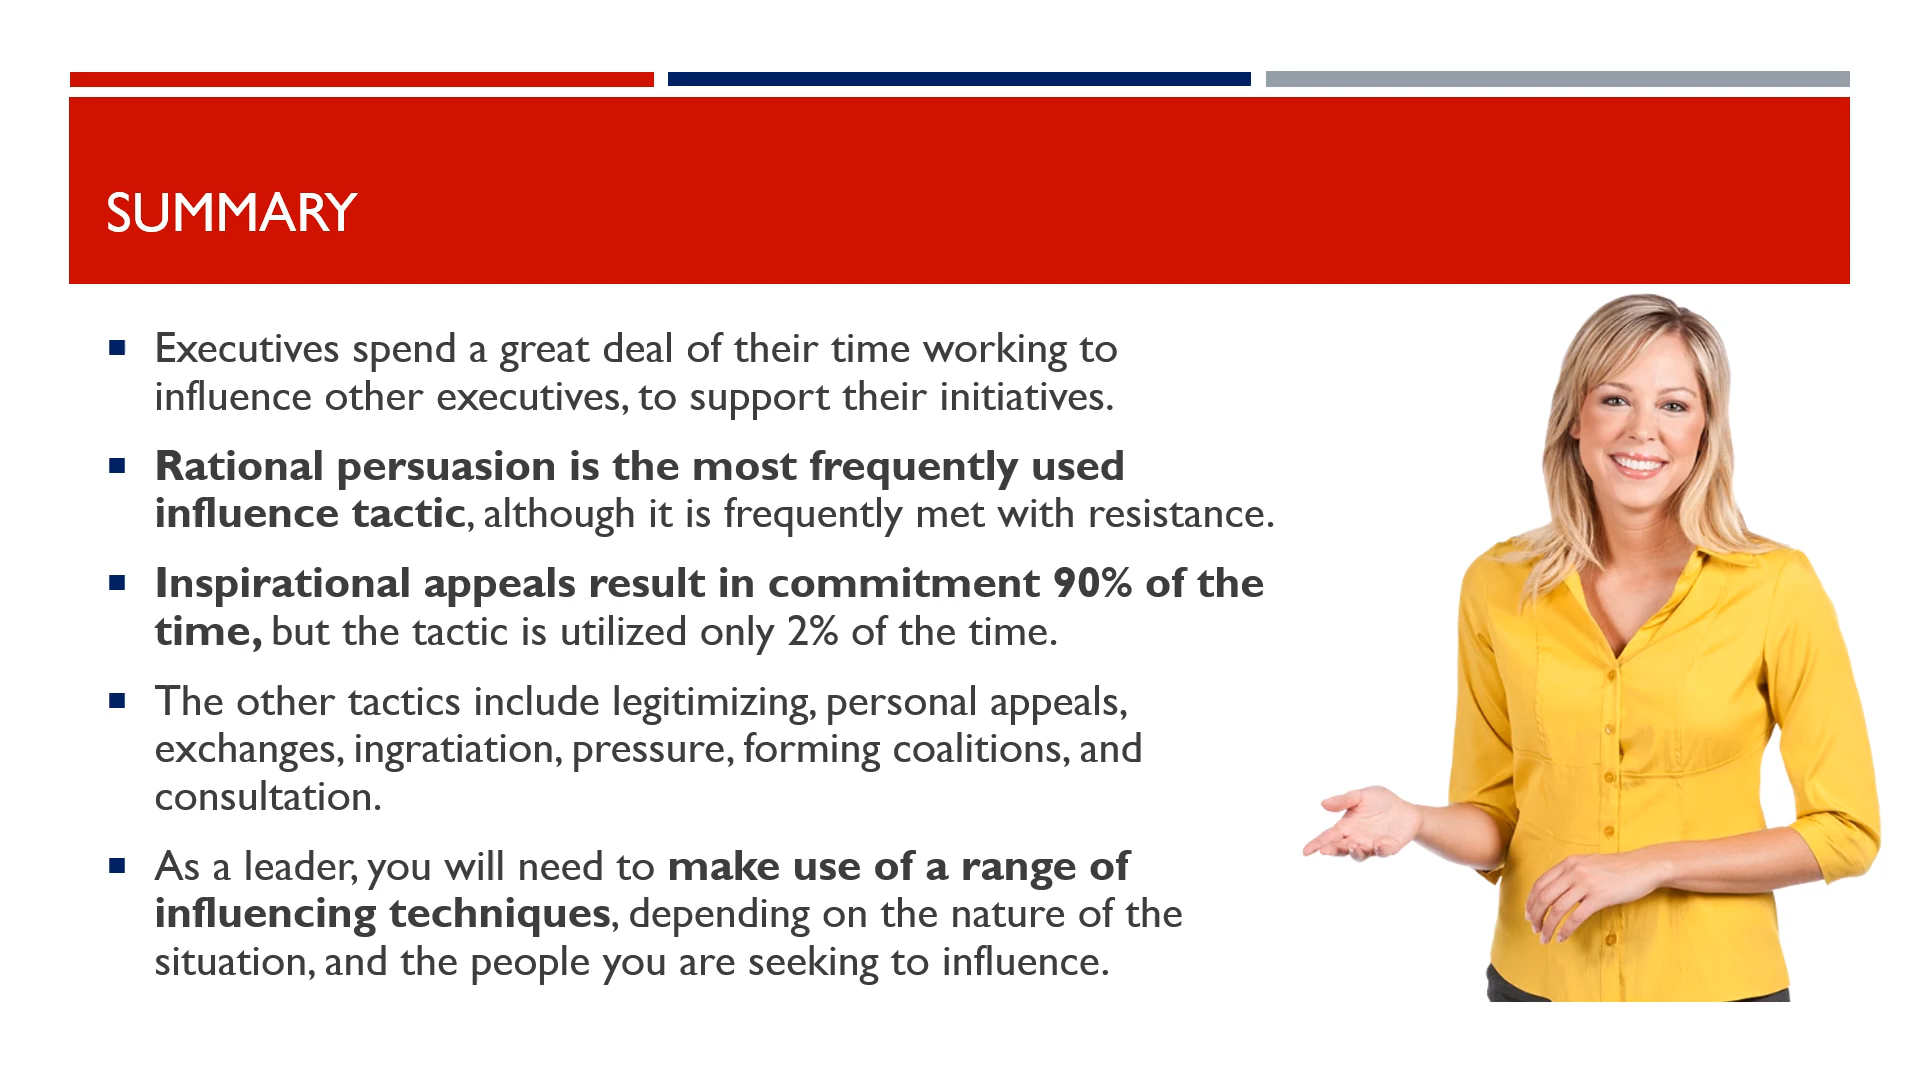 SUMMARY
Executives spend a great deal of their time working to
influence other executives, to support their initiatives.
Rational persuasion is the most frequently used
influence tactic, although it is frequently met with resistance.
Inspirational appeals result in commitment 90% of the
time, but the tactic is utilized only 2% of the time.
The other tactics include legitimizing, personal appeals,
exchanges, ingratiation, pressure, forming coalitions, and
consultation.
As a leader, you will need to make use of a range of
influencing techniques, depending on the nature of the
situation, and the people you are seeking to influence.